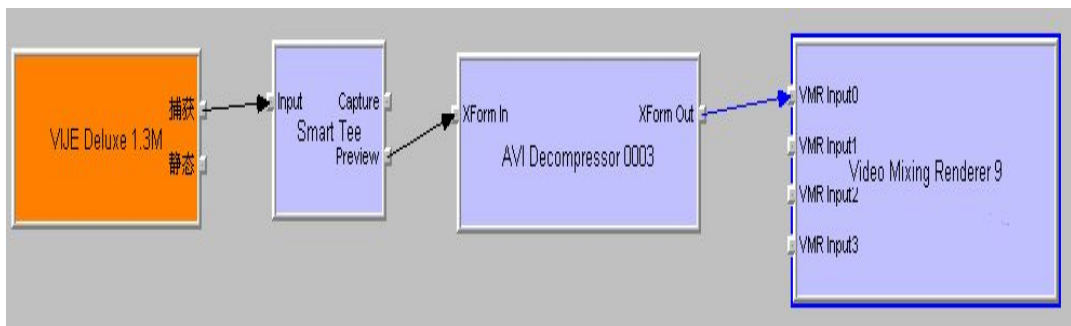 VIJE Deluxe 1.3M
捕获
静态
Input
Capture
Smart Tee
Preview
XForm In
XForm Out
AVI Decompressor 0003
VMR Input0
VMR Input1
Video Mixing Renderer 9
VMR Input2
VMR Input3